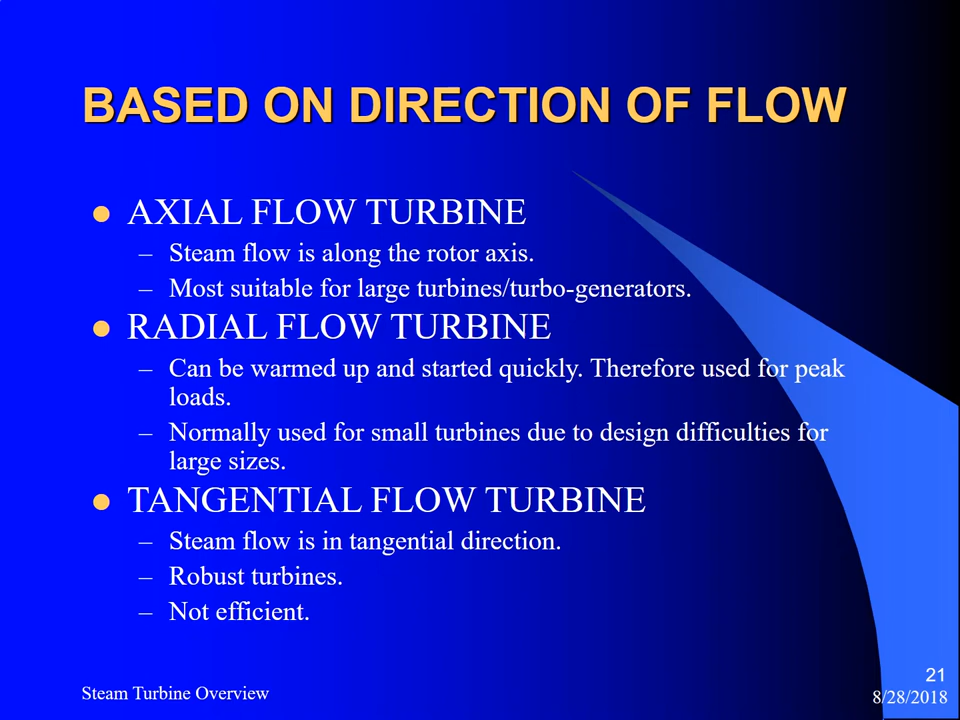 BASED ON DIRECTION OF FLOW
● AXIAL FLOW TURBINE
– Steam flow is along the rotor axis.
– Most suitable for large turbines/turbo-generators.
● RADIAL FLOW TURBINE
– Can be warmed up and started quickly. Therefore used for peak
loads.
– Normally used for small turbines due to design difficulties for
large sizes.
● TANGENTIAL FLOW TURBINE
– Steam flow is in tangential direction.
– Robust turbines.
– Not efficient.
Steam Turbine Overview
21
8/28/2018